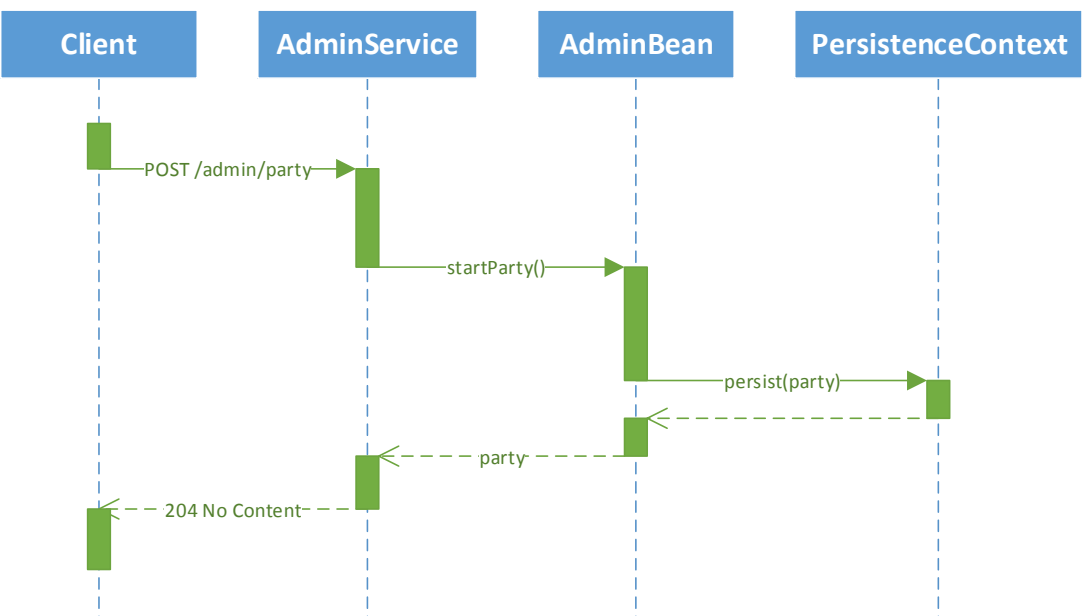 Client
AdminService
AdminBean
PersistenceContext
POST /admin/party
startParty()
persist(party)
party
204 No Content